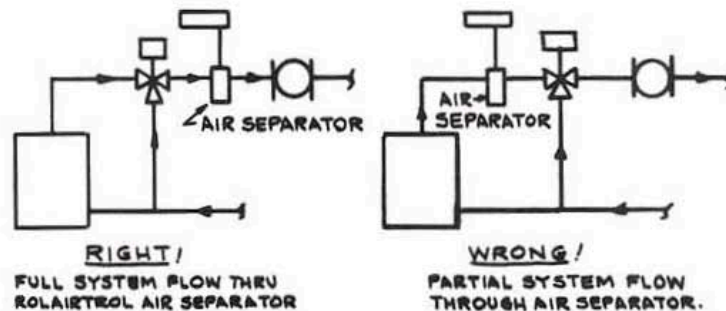 AIR SEPARATOR
RIGHT!
FULL SYSTEM FLOW THRU
ROLAIRTROL AIR SEPARATOR
AIR
SEPARATOR
WRONG!
PARTIAL SYSTEM FLOW
THROUGH AIR SEPARATOR.